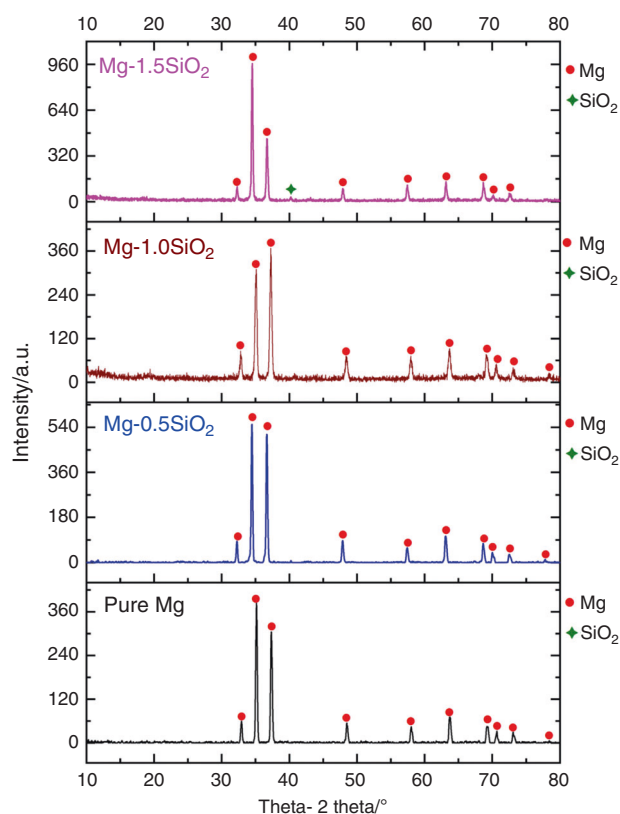 10 20 30 40 50 60 70 80
Mg-1.5SiO₂
960
640
320
0
Mg
SiO₂
Mg-1.0SiO₂
360
240
120
0
Mg
SiO₂
Mg-0.5SiO₂
540
360
180
0
Mg
SiO₂
Pure Mg
360
240
120
0
Mg
SiO₂
Intensity/a.u.
10 20 30 40 50 60 70 80
Theta- 2 theta/°